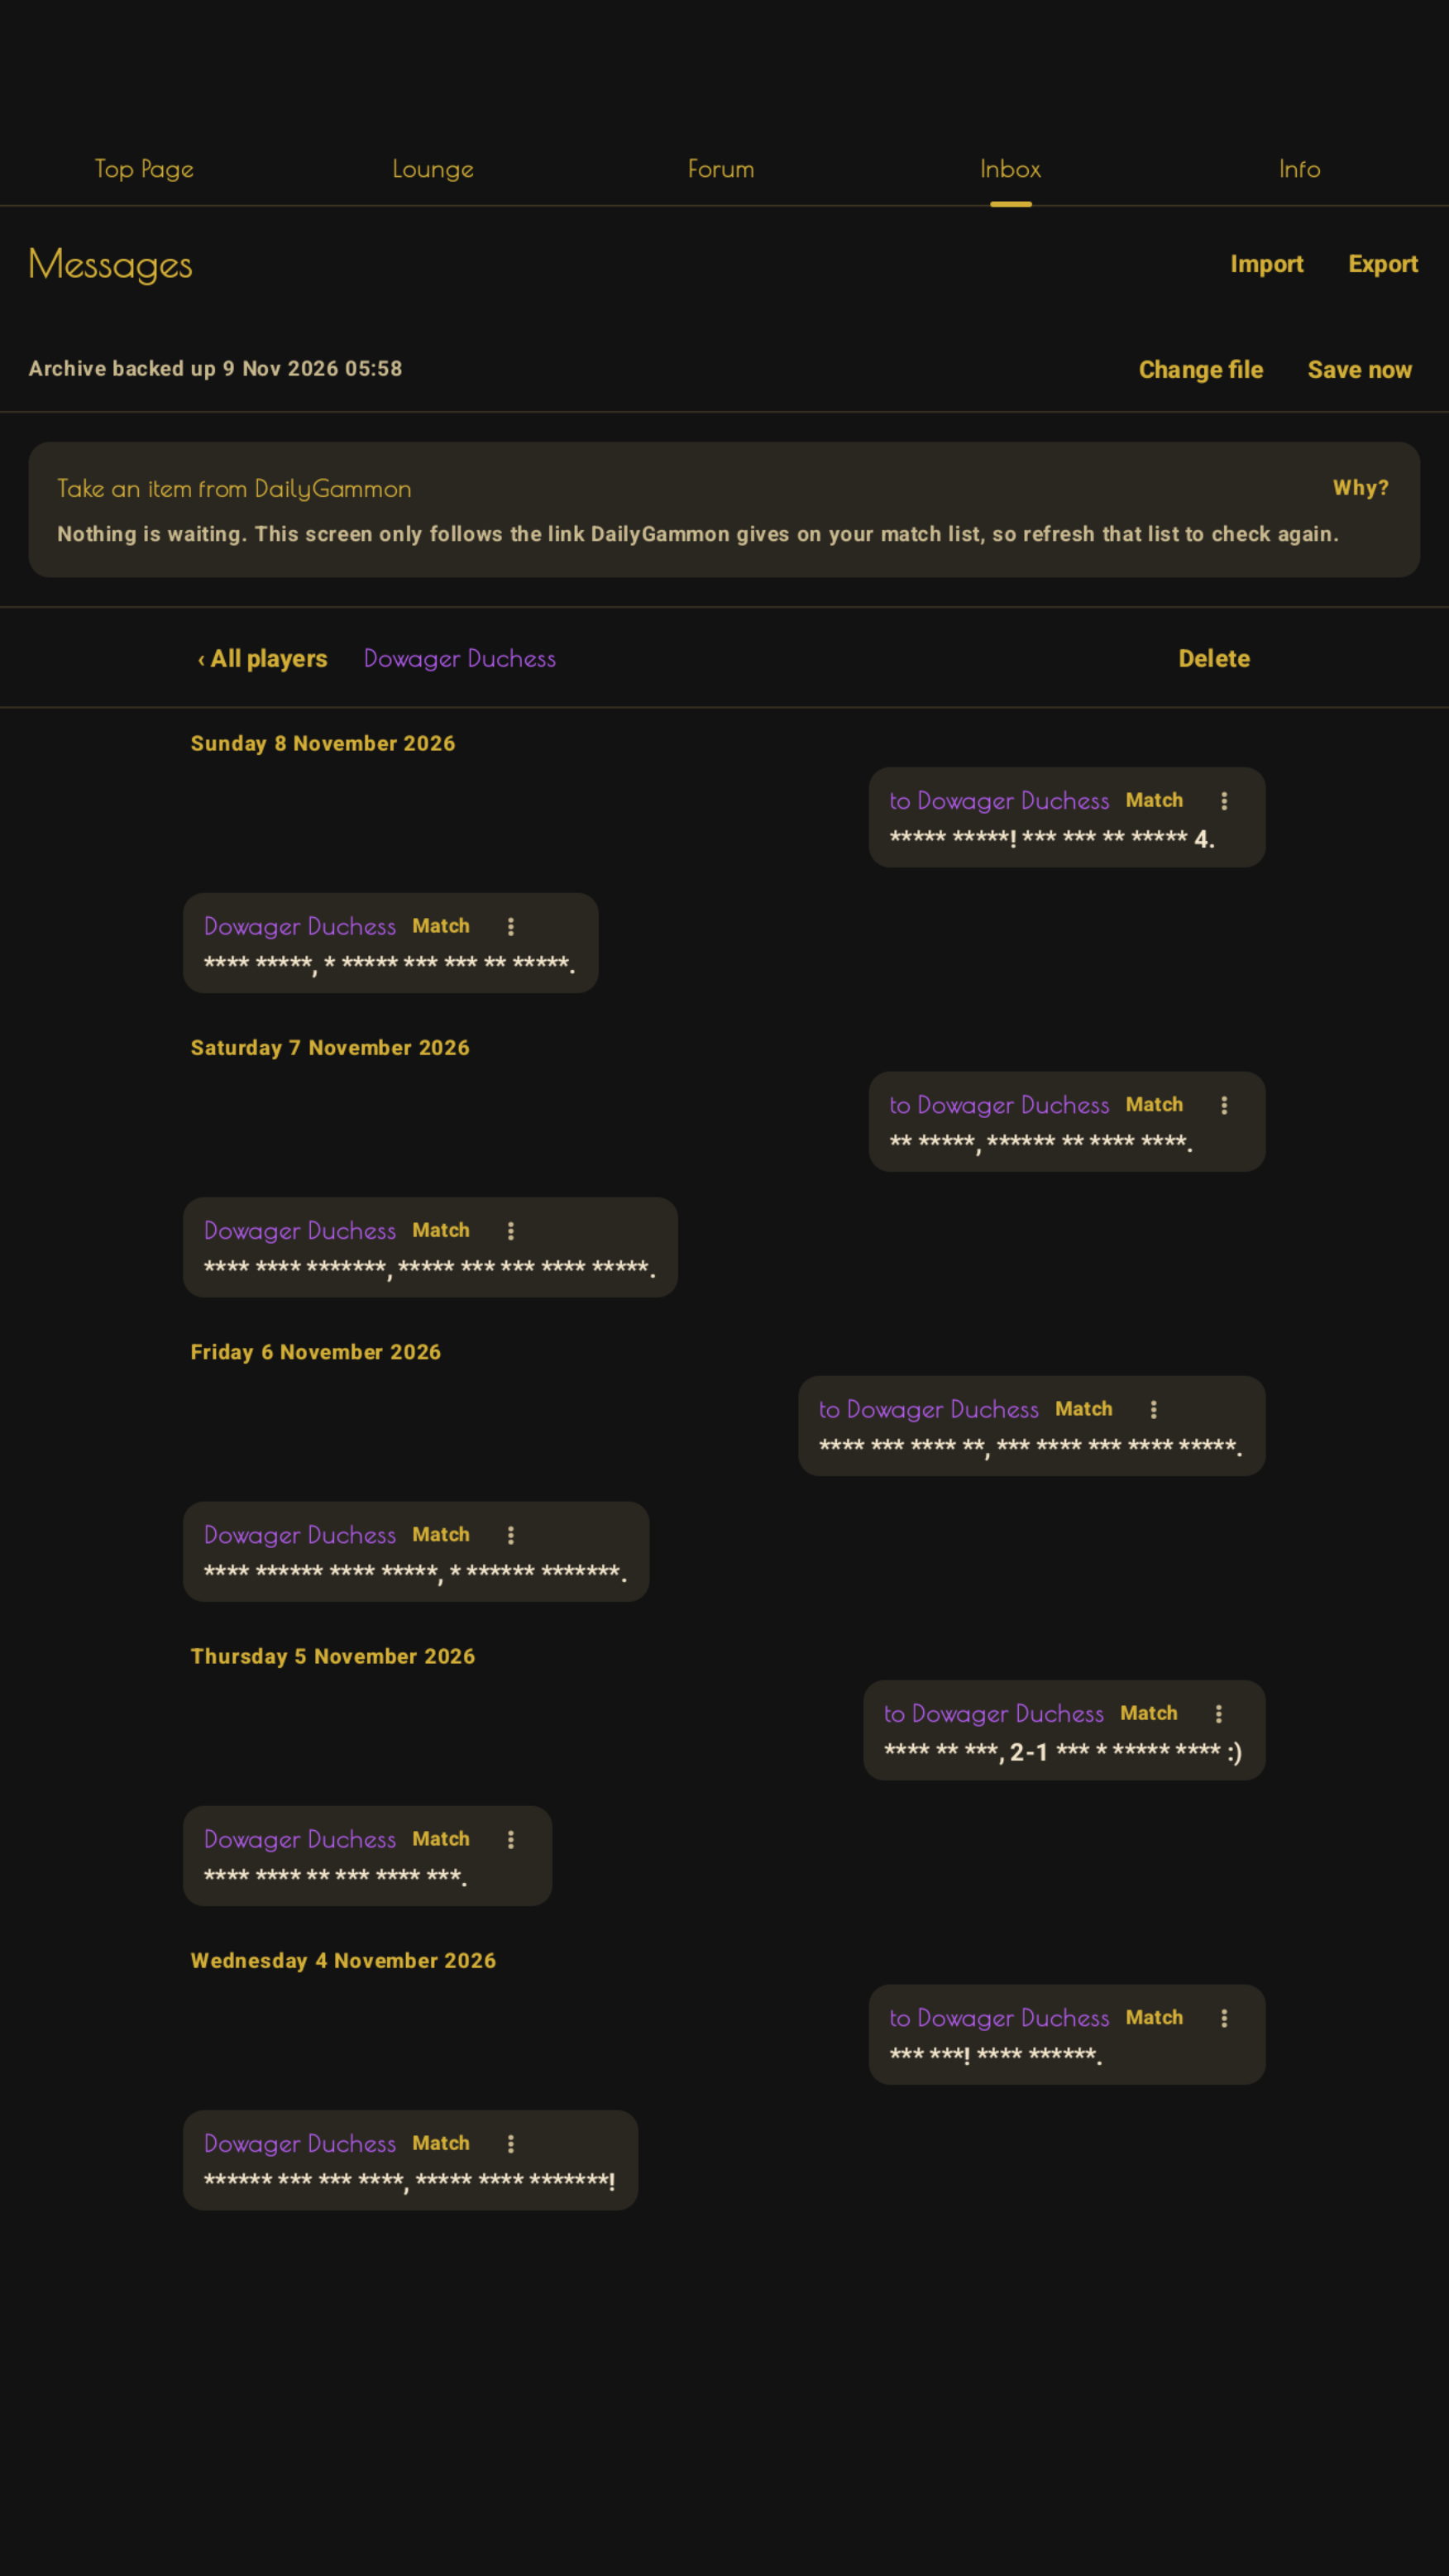 Top Page Lounge Forum Inbox Info
Messages Import Export
Archive backed up 9 Nov 2026 05:58 Change file Save now
Take an item from DailyGammon Why?
Nothing is waiting. This screen only follows the link DailyGammon gives on your match list, so refresh that list to check again.
‹ All players Dowager Duchess Delete
Sunday 8 November 2026
to Dowager Duchess Match
***** *****! *** *** ** ***** 4.
Dowager Duchess Match
**** *****, * ***** *** *** ** *****.
Saturday 7 November 2026
to Dowager Duchess Match
** *****, ****** ** **** ****.
Dowager Duchess Match
**** **** *******, ***** *** *** **** *****.
Friday 6 November 2026
to Dowager Duchess Match
**** *** **** **, *** **** *** **** *****.
Dowager Duchess Match
**** ****** **** *****, * ****** *******.
Thursday 5 November 2026
to Dowager Duchess Match
**** ** ***, 2-1 *** * ***** **** :)
Dowager Duchess Match
**** **** ** *** **** ***.
Wednesday 4 November 2026
to Dowager Duchess Match
*** ***! **** ******.
Dowager Duchess Match
****** *** *** ****, ***** **** *******!